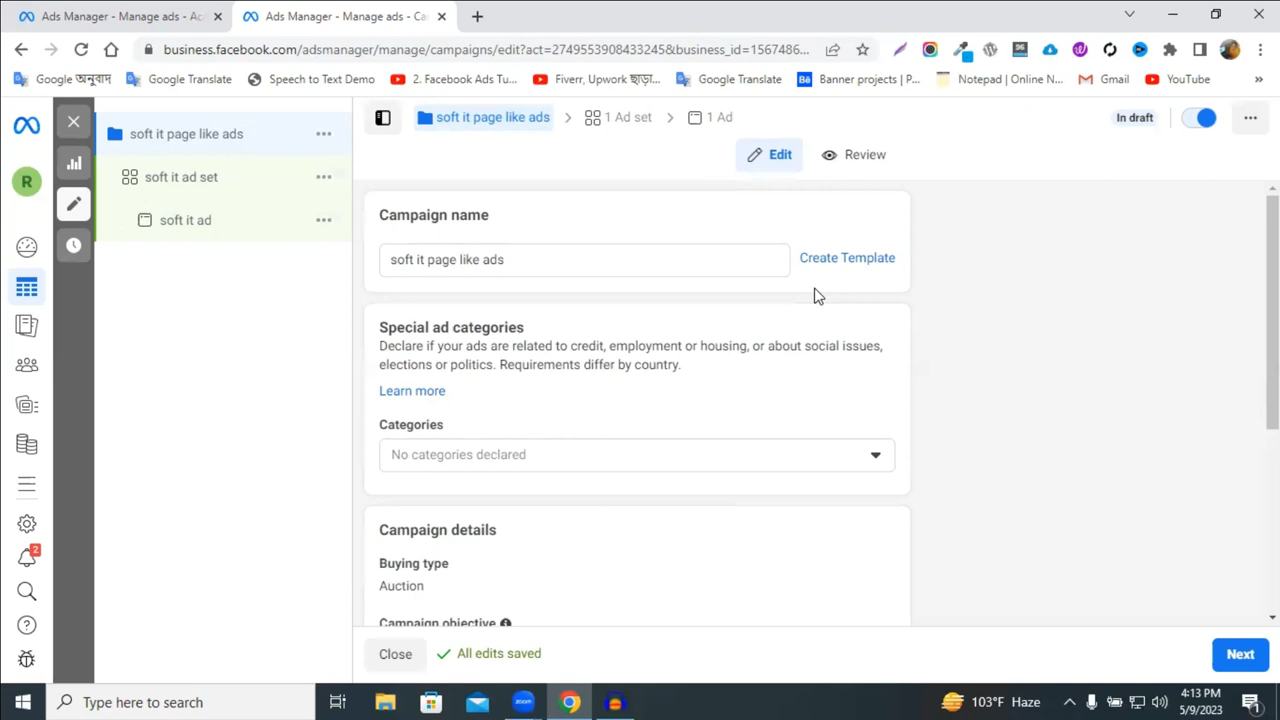 Ads Manager - Manage ads - Ac
Ads Manager - Manage ads - Ca
business.facebook.com/adsmanager/manage/campaigns/edit?act=274955390843324​5&business_id=1567486...
Google অনুবাদ
Google Translate
Speech to Text Demo
2. Facebook Ads Tu...
Fiverr, Upwork ছাড়া...
Google Translate
Banner projects | P...
Notepad | Online N...
Gmail
YouTube
»
soft it page like ads
soft it page like ads
1 Ad set
1 Ad
In draft
Edit
Review
R
soft it ad set
soft it ad
Campaign name
soft it page like ads
Create Template
Special ad categories
Declare if your ads are related to credit, employment or housing, or about social issues,
elections or politics. Requirements differ by country.
Learn more
Categories
No categories declared
Campaign details
Buying type
Auction
Campaign objective
2
Close
All edits saved
Next
Type here to search
zoom
103°F Haze
4:13 PM
5/9/2023
1